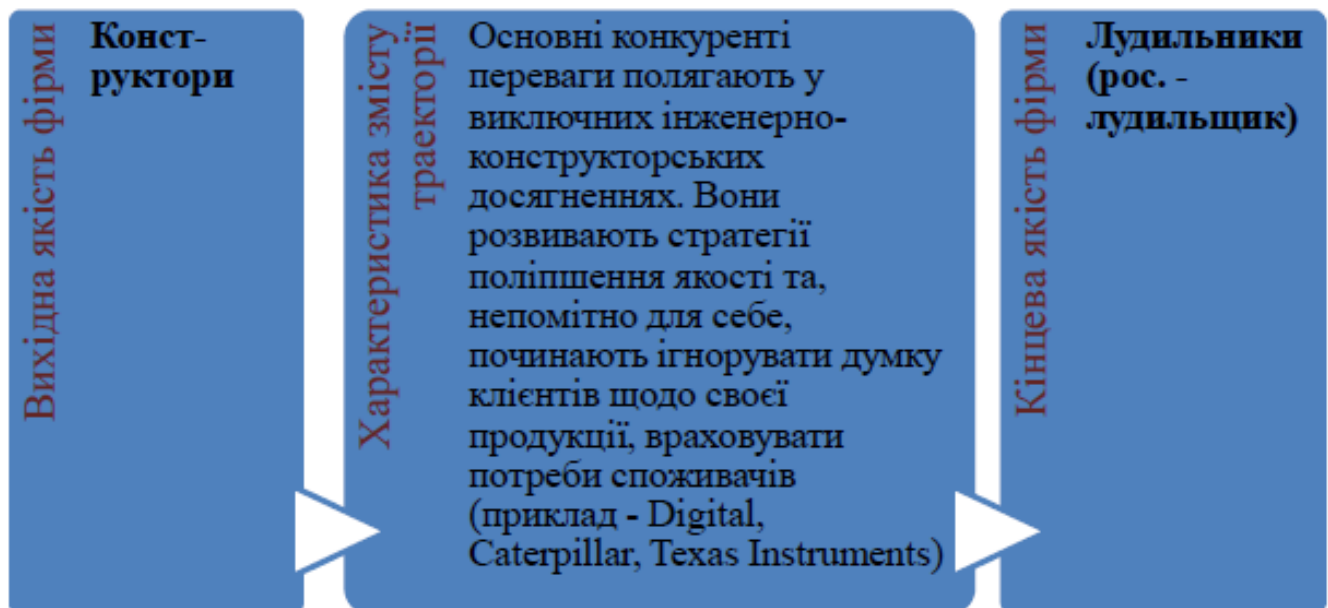 Вихідна якість фірми
Конст-
руктори
Характеристика змісту
траекторії
Основні конкуренті
переваги полягають у
виключних інженерно-
конструкторських
досягненнях. Вони
розвивають стратегії
поліпшення якості та,
непомітно для себе,
починають ігнорувати думку
клієнтів щодо своєї
продукції, враховувати
потреби споживачів
(приклад - Digital,
Caterpillar, Texas Instruments)
Кінцева якість фірми
Лудильники
(рос. -
лудильщик)